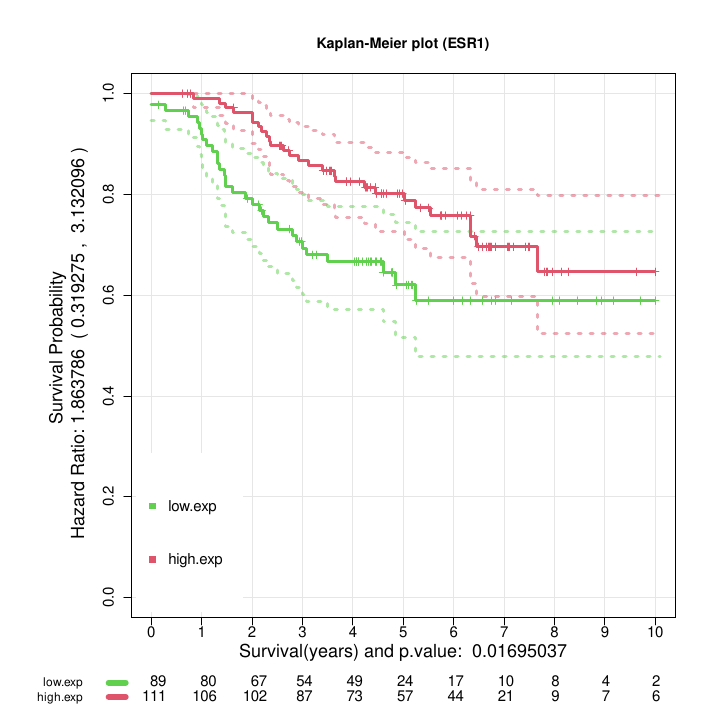 Kaplan-Meier plot (ESR1)
Survival Probability
Hazard Ratio: 1.863786 ( 0.319275 , 3.132096 )
1.0
0.8
0.6
0.4
0.2
0.0
low.exp
high.exp
0 1 2 3 4 5 6 7 8 9 10
Survival(years) and p.value: 0.01695037
low.exp 89 80 67 54 49 24 17 10 8 4 2
high.exp 111 106 102 87 73 57 44 21 9 7 6